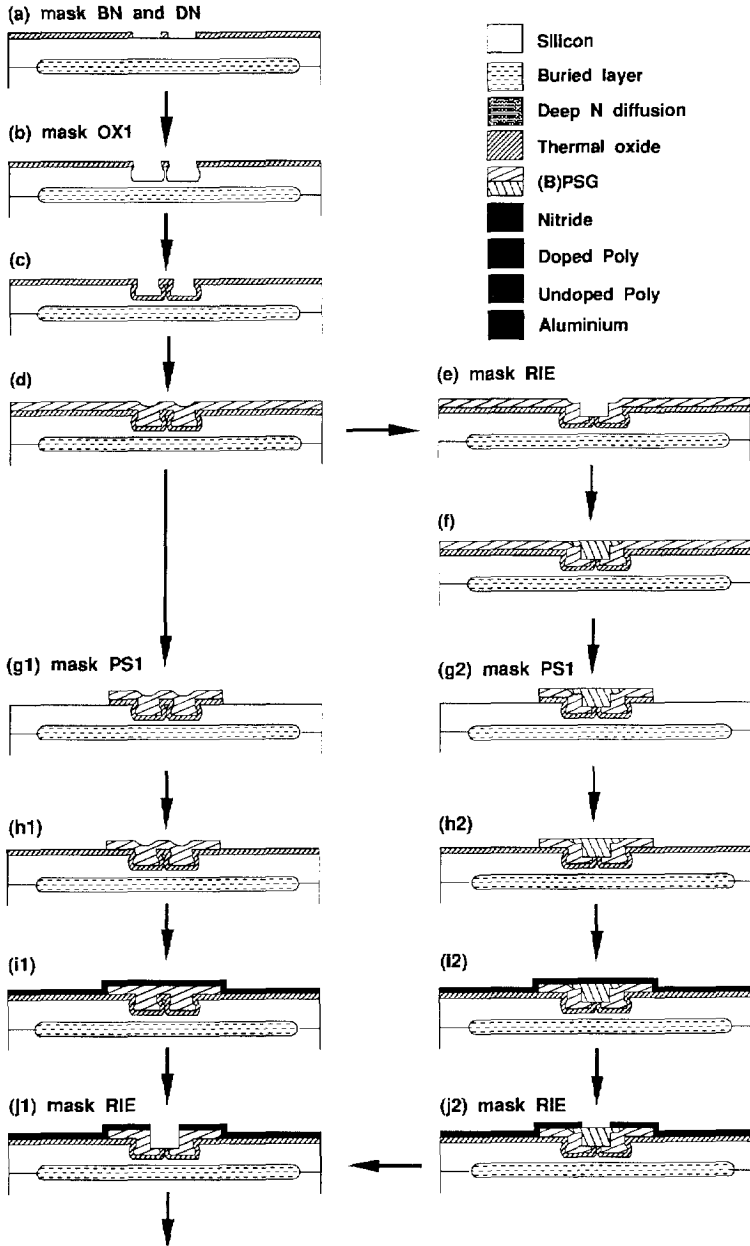 (a) mask BN and DN
Silicon
Buried layer
Deep N diffusion
Thermal oxide
(B)PSG
Nitride
Doped Poly
Undoped Poly
Aluminium
(b) mask OX1
(c)
(d)
(e) mask RIE
(f)
(g1) mask PS1
(g2) mask PS1
(h1)
(h2)
(i1)
(i2)
(j1) mask RIE
(j2) mask RIE